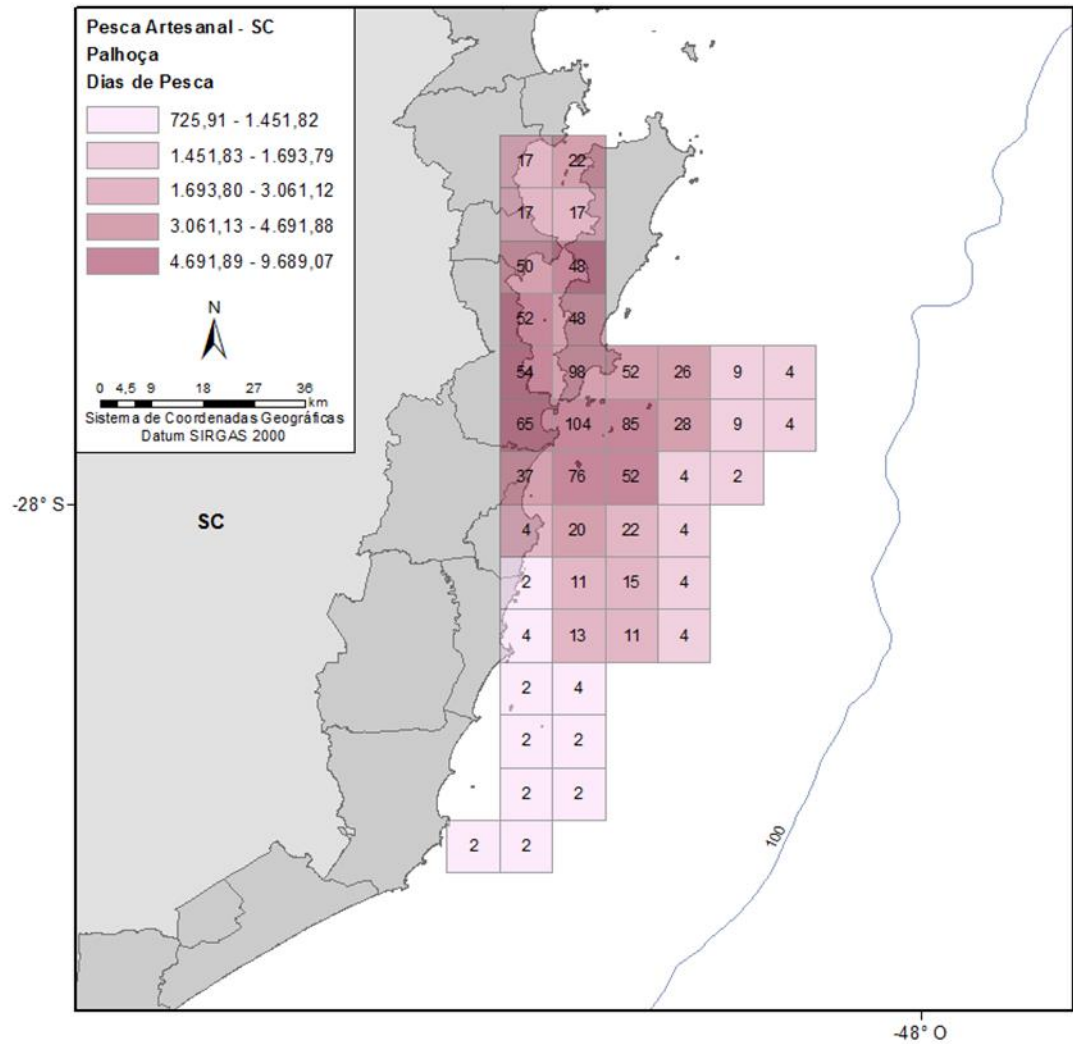 Pesca Artesanal - SC
Palhoça
Dias de Pesca
725,91 - 1.451,82
1.451,83 - 1.693,79
1.693,80 - 3.061,12
3.061,13 - 4.691,88
4.691,89 - 9.689,07
N
0 4,5 9 18 27 36
km
Sistema de Coordenadas Geográficas
Datum SIRGAS 2000
17 22
17 17
50 48
52 48
54 98 52 26 9 4
65 104 85 28 9 4
37 76 52 4 2
-28° S
SC
4 20 22 4
2 11 15 4
4 13 11 4
2 4
2 2
2 2
2 2
100
-48° O